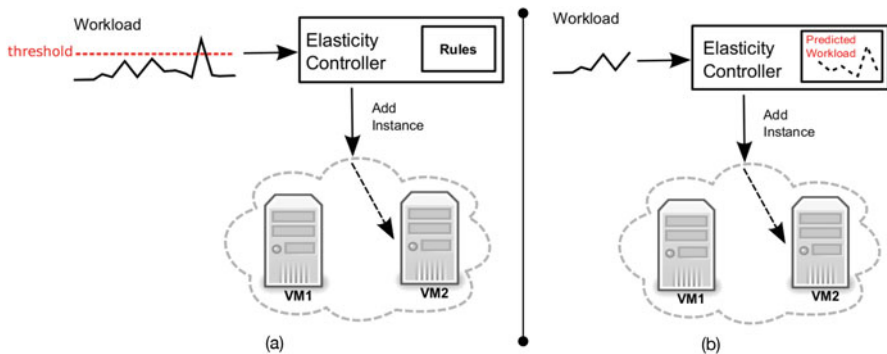 Workload
threshold
Elasticity
Controller
Rules
Add
Instance
VM1
VM2
(a)
Workload
Elasticity
Controller
Predicted
Workload
Add
Instance
VM1
VM2
(b)